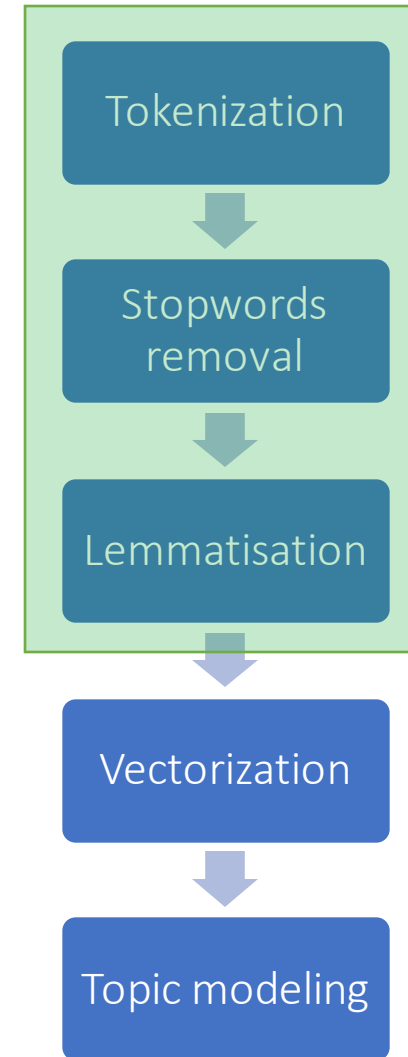 Tokenization
Stopwords
removal
Lemmatisation
Vectorization
Topic modeling